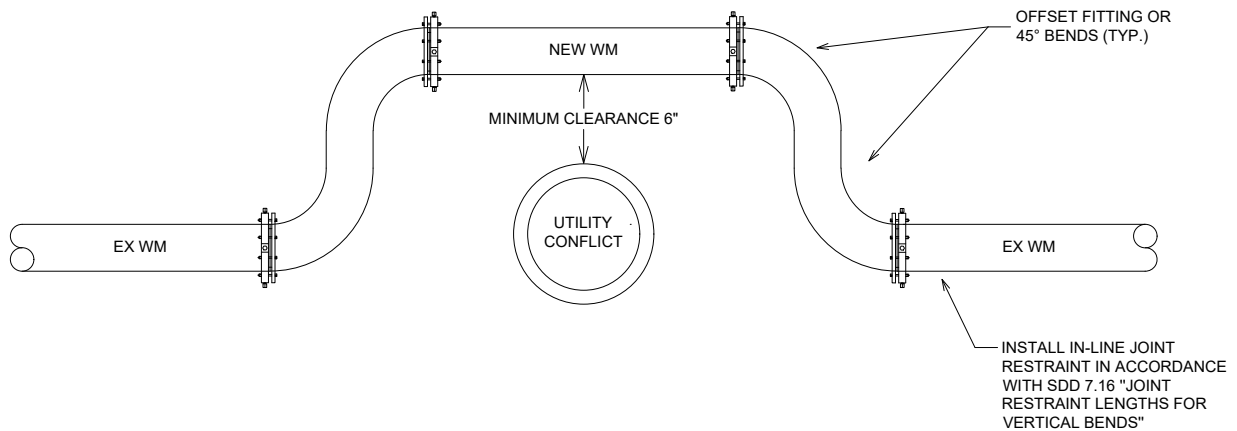 OFFSET FITTING OR
45° BENDS (TYP.)
NEW WM
MINIMUM CLEARANCE 6"
UTILITY
CONFLICT
EX WM
EX WM
INSTALL IN-LINE JOINT
RESTRAINT IN ACCORDANCE
WITH SDD 7.16 "JOINT
RESTRAINT LENGTHS FOR
VERTICAL BENDS"